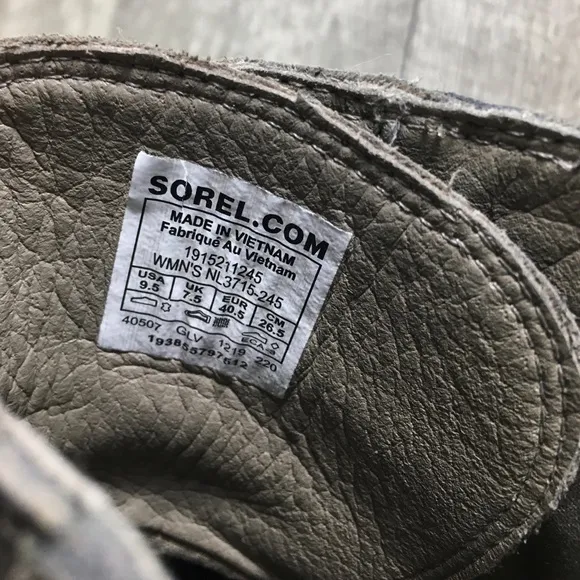 SOREL.COM
MADE IN VIETNAM
Fabriqué Au Vietnam
1915211245
WMN'S NL3715-245
USA UK EUR CM
9.5 7.5 40.5 26.5
40507 GLV 1219 220
193855797512